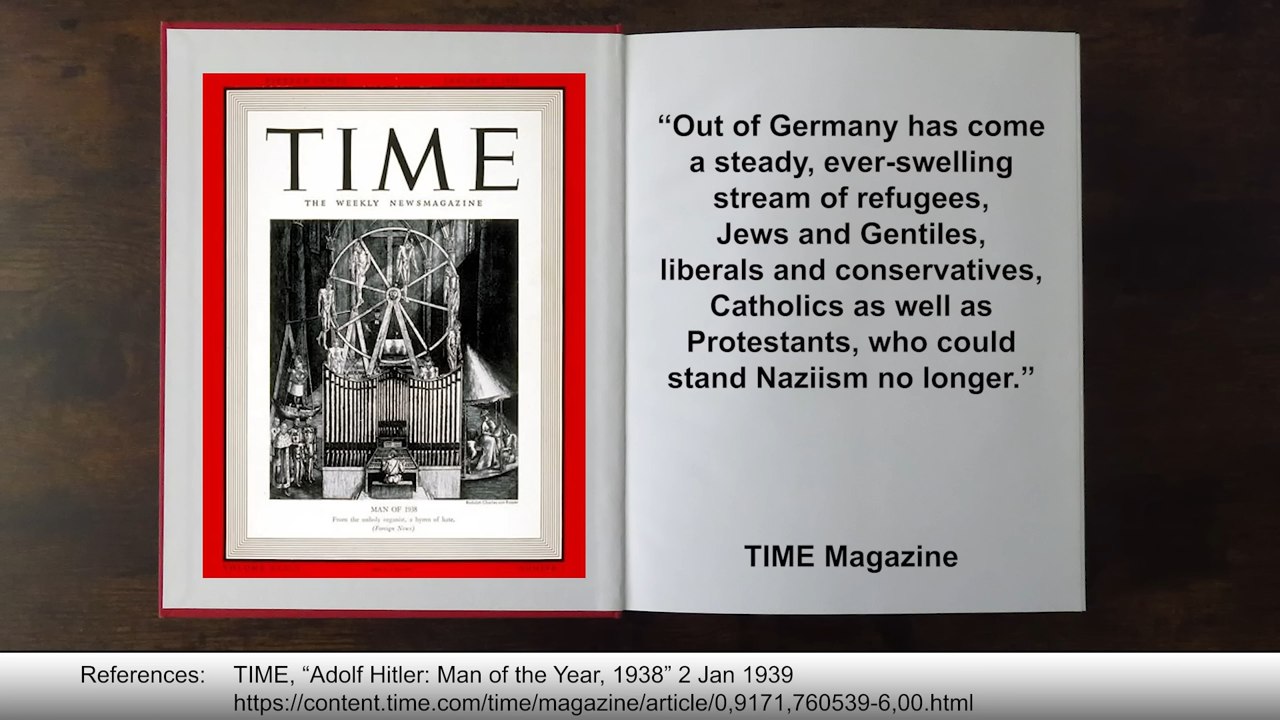 TIME
THE WEEKLY NEWSMAGAZINE
MAN OF 1938
From the unholy organist, a hymn of hate.
(Foreign News)
“Out of Germany has come
a steady, ever-swelling
stream of refugees,
Jews and Gentiles,
liberals and conservatives,
Catholics as well as
Protestants, who could
stand Naziism no longer.”
TIME Magazine
References: TIME, “Adolf Hitler: Man of the Year, 1938” 2 Jan 1939
https://content.time.com/time/magazine/article/0,9171,760539-6,00.html